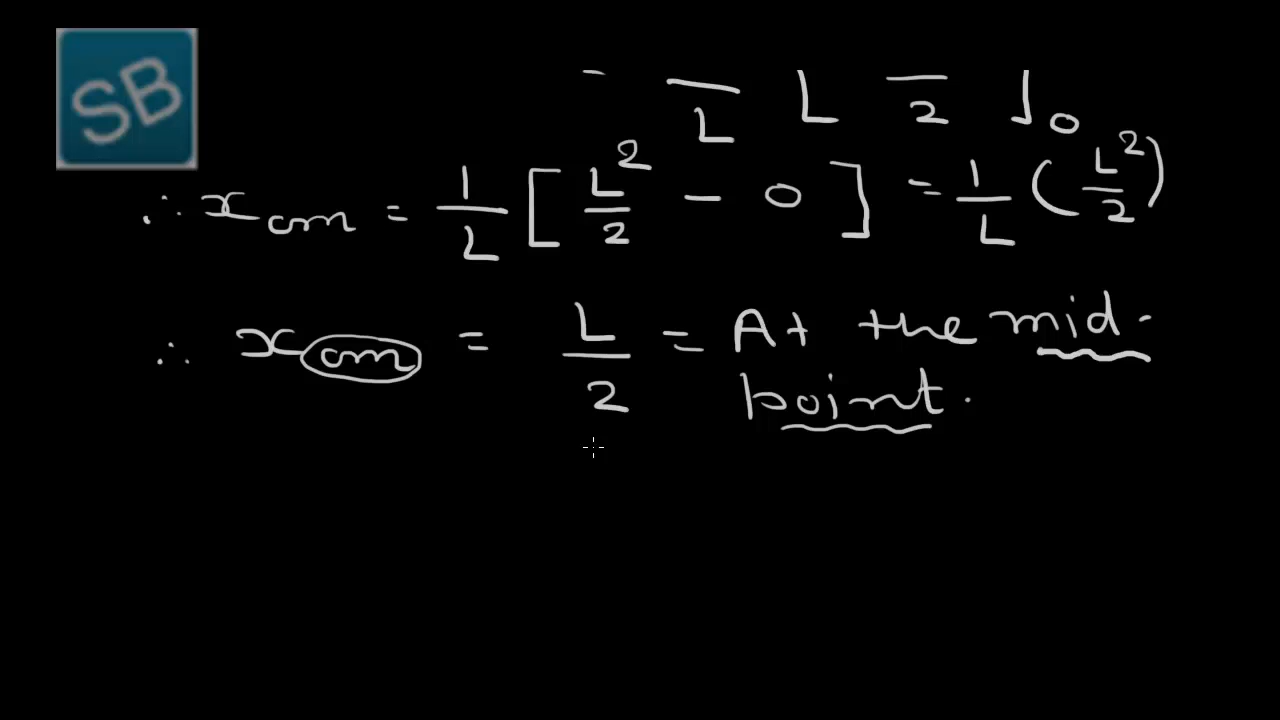 SB
= — L [ — 2 ]₀
∴ x_cm = 1/L [ L²/2 − 0 ] = 1/L ( L²/2 )
∴ x_cm = L/2 = At the mid-
point.